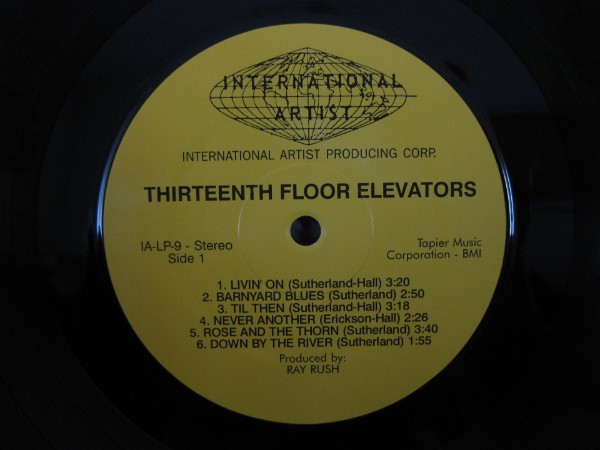 INTERNATIONAL
ARTIST
INTERNATIONAL ARTIST PRODUCING CORP.
THIRTEENTH FLOOR ELEVATORS
IA-LP-9 - Stereo
Side 1
Tapier Music
Corporation - BMI
1. LIVIN' ON (Sutherland-Hall) 3:20
2. BARNYARD BLUES (Sutherland) 2:50
3. TIL THEN (Sutherland-Hall) 3:18
4. NEVER ANOTHER (Erickson-Hall) 2:26
5. ROSE AND THE THORN (Sutherland) 3:40
6. DOWN BY THE RIVER (Sutherland) 1:55
Produced by:
RAY RUSH